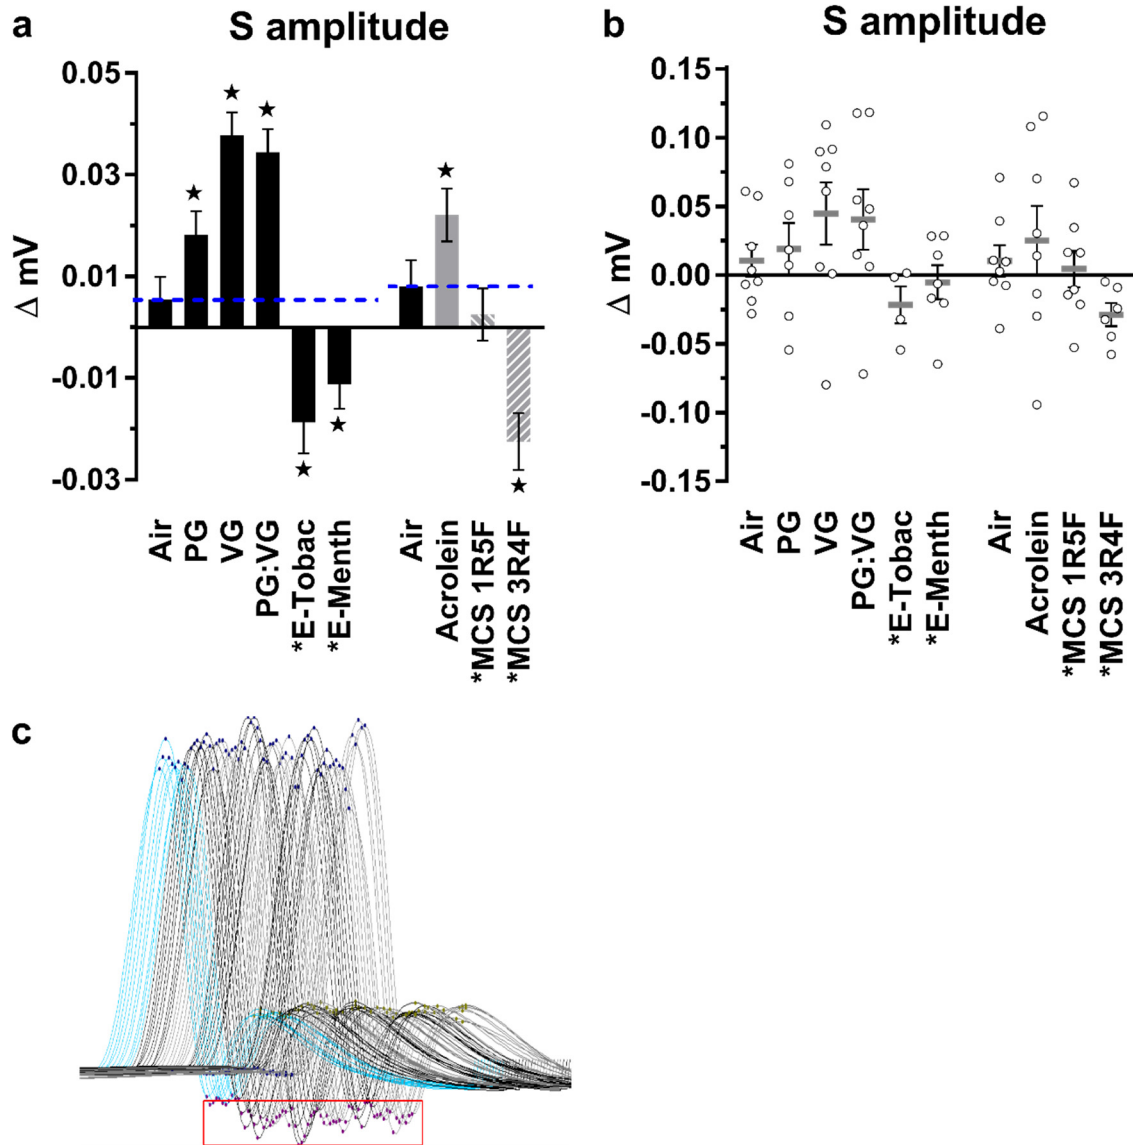 a
S amplitude
0.05
0.03
0.01
-0.01
-0.03
Δ mV
Air
PG
VG
PG:VG
*E-Tobac
*E-Menth
Air
Acrolein
*MCS 1R5F
*MCS 3R4F
b
S amplitude
0.15
0.10
0.05
0.00
-0.05
-0.10
-0.15
Δ mV
Air
PG
VG
PG:VG
*E-Tobac
*E-Menth
Air
Acrolein
*MCS 1R5F
*MCS 3R4F
c